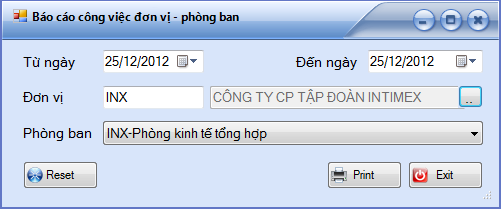 Báo cáo công việc đơn vị - phòng ban
Từ ngày 25/12/2012 Đến ngày 25/12/2012
Đơn vị INX CÔNG TY CP TẬP ĐOÀN INTIMEX ..
Phòng ban INX-Phòng kinh tế tổng hợp
Reset Print Exit